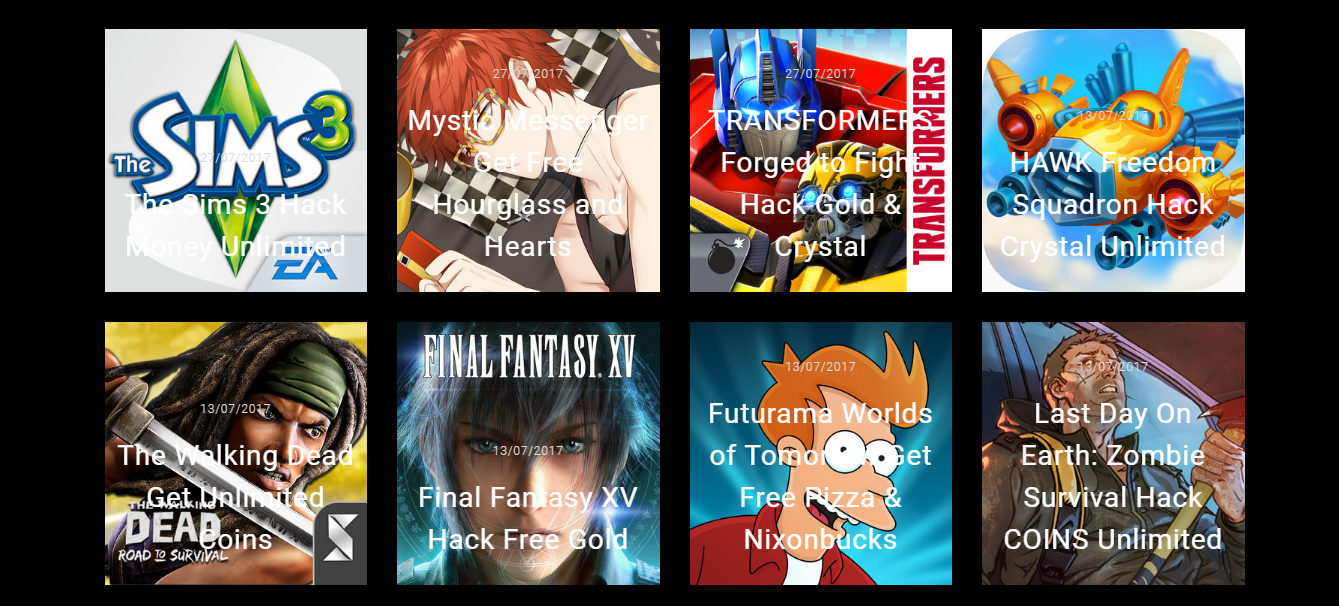 The
SIMS
3
27/07/2017
The Sims 3 Hack
Money Unlimited
EA
27/07/2017
Mystic Messenger
Get Free
Hourglass and
Hearts
27/07/2017
TRANSFORMERS
Forged to Fight
Hack Gold &
Crystal
TRANSFORMERS
13/07/2017
HAWK Freedom
Squadron Hack
Crystal Unlimited
13/07/2017
The Walking Dead
Get Unlimited
Coins
THE WALKING
DEAD
ROAD TO SURVIVAL
FINAL FANTASY. XV
13/07/2017
Final Fantasy XV
Hack Free Gold
13/07/2017
Futurama Worlds
of Tomorrow Get
Free Pizza &
Nixonbucks
13/07/2017
Last Day On
Earth: Zombie
Survival Hack
COINS Unlimited